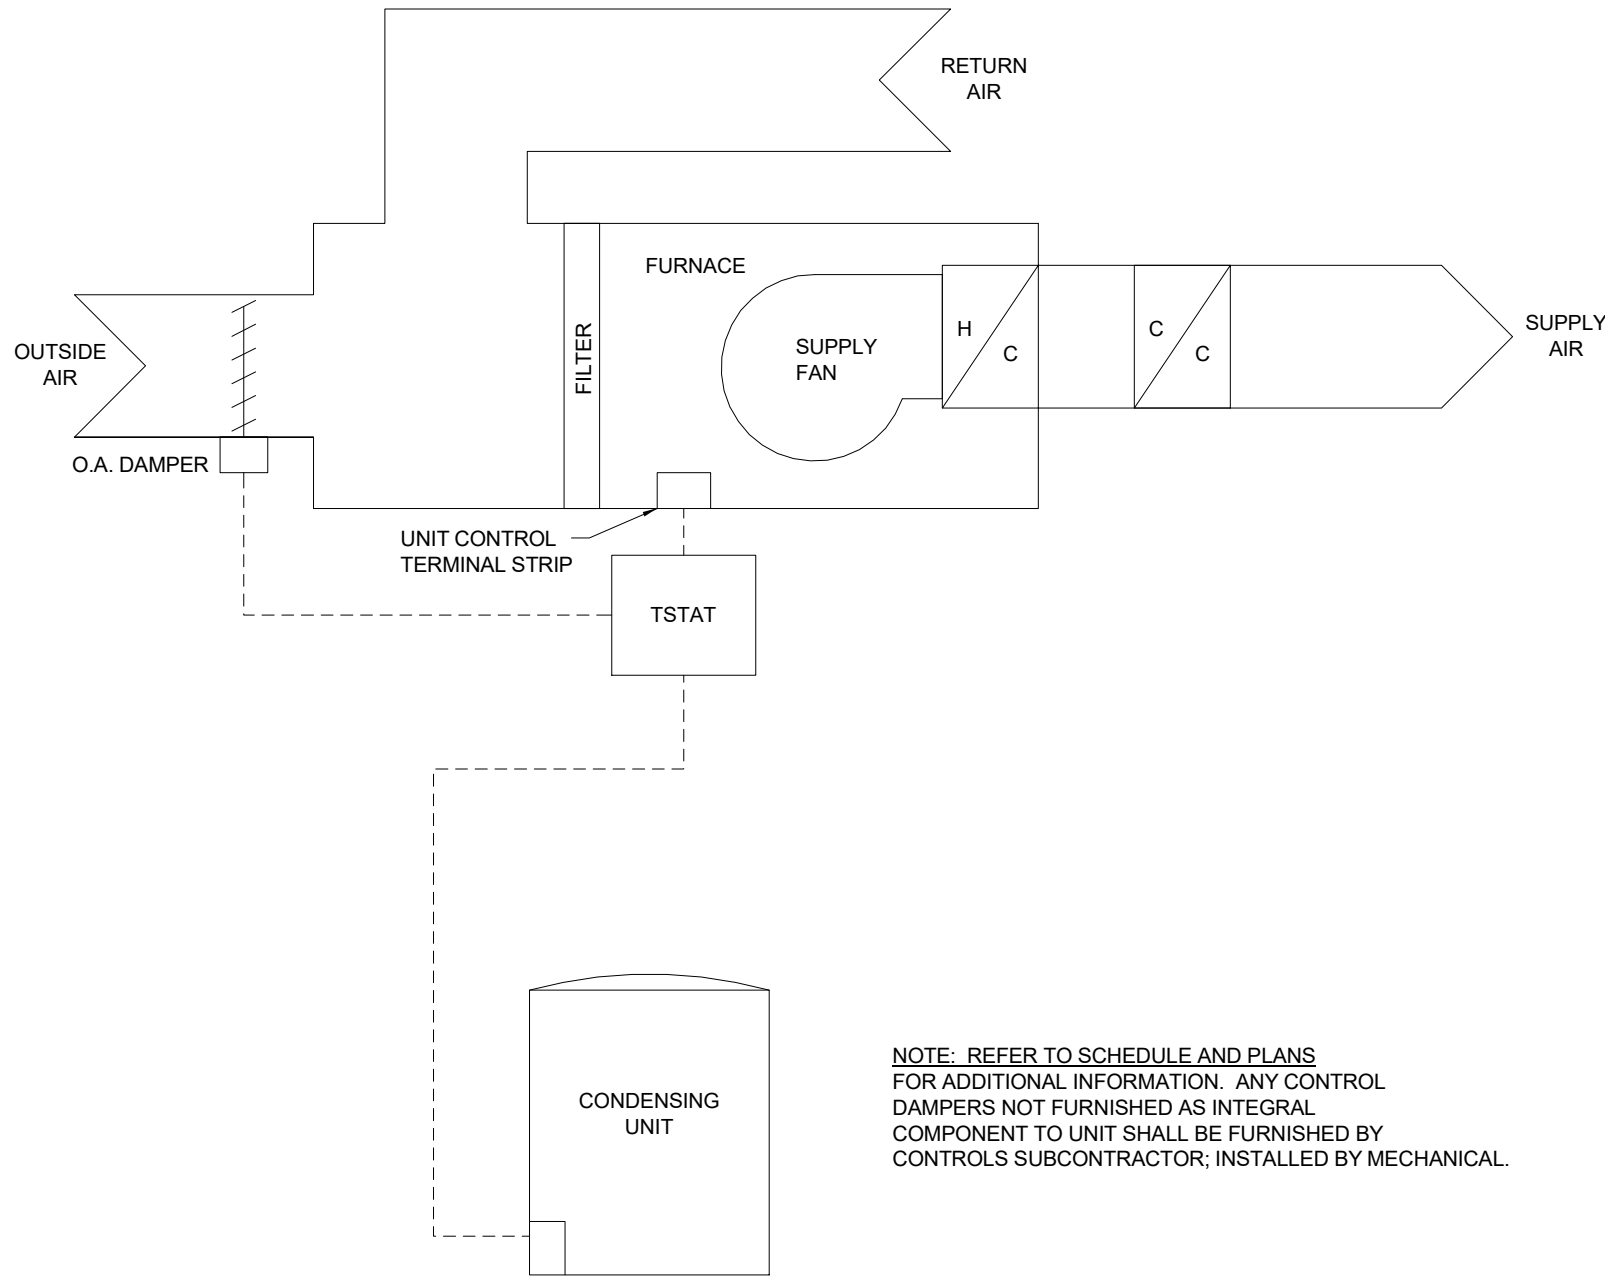 RETURN
AIR
FURNACE
OUTSIDE
AIR
FILTER
SUPPLY
FAN
H
C
C
C
SUPPLY
AIR
O.A. DAMPER
UNIT CONTROL
TERMINAL STRIP
TSTAT
CONDENSING
UNIT
NOTE: REFER TO SCHEDULE AND PLANS
FOR ADDITIONAL INFORMATION. ANY CONTROL
DAMPERS NOT FURNISHED AS INTEGRAL
COMPONENT TO UNIT SHALL BE FURNISHED BY
CONTROLS SUBCONTRACTOR; INSTALLED BY MECHANICAL.